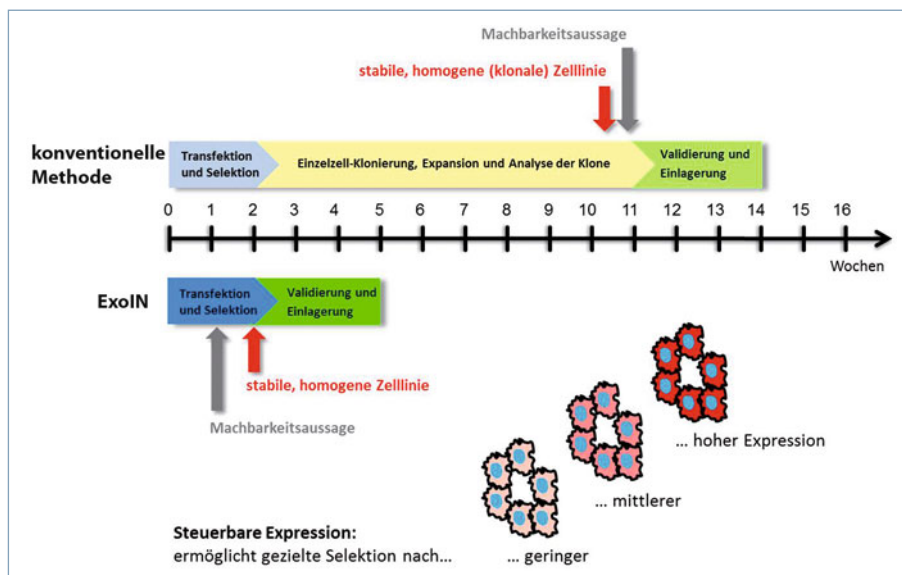 Machbarkeitsaussage
stabile, homogene (klonale) Zelllinie
konventionelle
Methode
Transfektion
und Selektion
Einzelzell-Klonierung, Expansion und Analyse der Klone
Validierung und
Einlagerung
0 1 2 3 4 5 6 7 8 9 10 11 12 13 14 15 16
Wochen
ExoIN
Transfektion
und Selektion
Validierung und
Einlagerung
stabile, homogene Zelllinie
Machbarkeitsaussage
... hoher Expression
... mittlerer
Steuerbare Expression:
ermöglicht gezielte Selektion nach... ... geringer